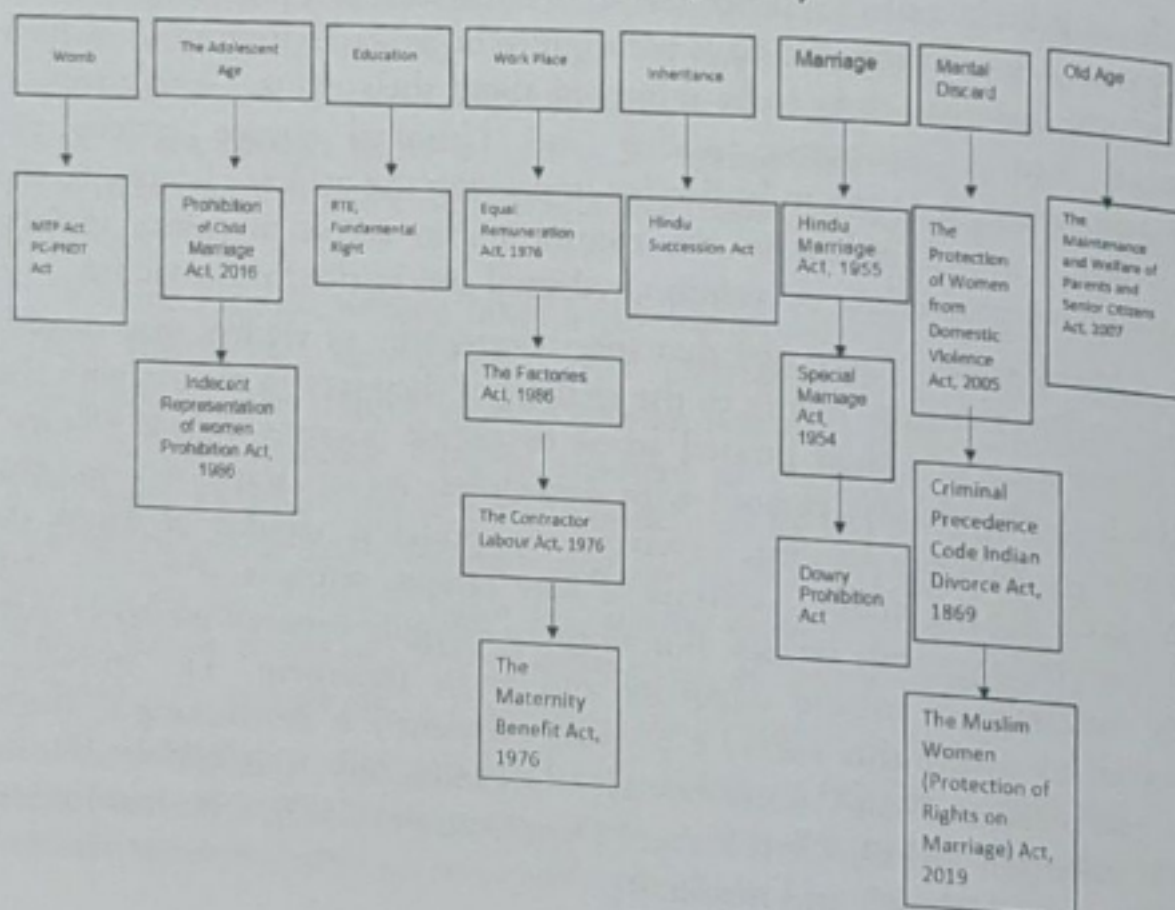 Womb
The Adolescent
Age
Education
Work Place
Inheritance
Marriage
Marital
Discard
Old Age
MTP Act
PC-PNDT
Act
Prohibition
of Child
Marriage
Act, 2016
RTE,
Fundamental
Right
Equal
Remuneration
Act, 1976
Hindu
Succession Act
Hindu
Marriage
Act, 1955
The
Protection
of Women
from
Domestic
Violence
Act, 2005
The
Maintenance
and Welfare of
Parents and
Senior Citizens
Act, 2007
Indecent
Representation
of women
Prohibition Act,
1986
The Factories
Act, 1986
Special
Marriage
Act,
1954
Criminal
Precedence
Code Indian
Divorce Act,
1869
The Contractor
Labour Act, 1976
Dowry
Prohibition
Act
The
Maternity
Benefit Act,
1976
The Muslim
Women
(Protection of
Rights on
Marriage) Act,
2019